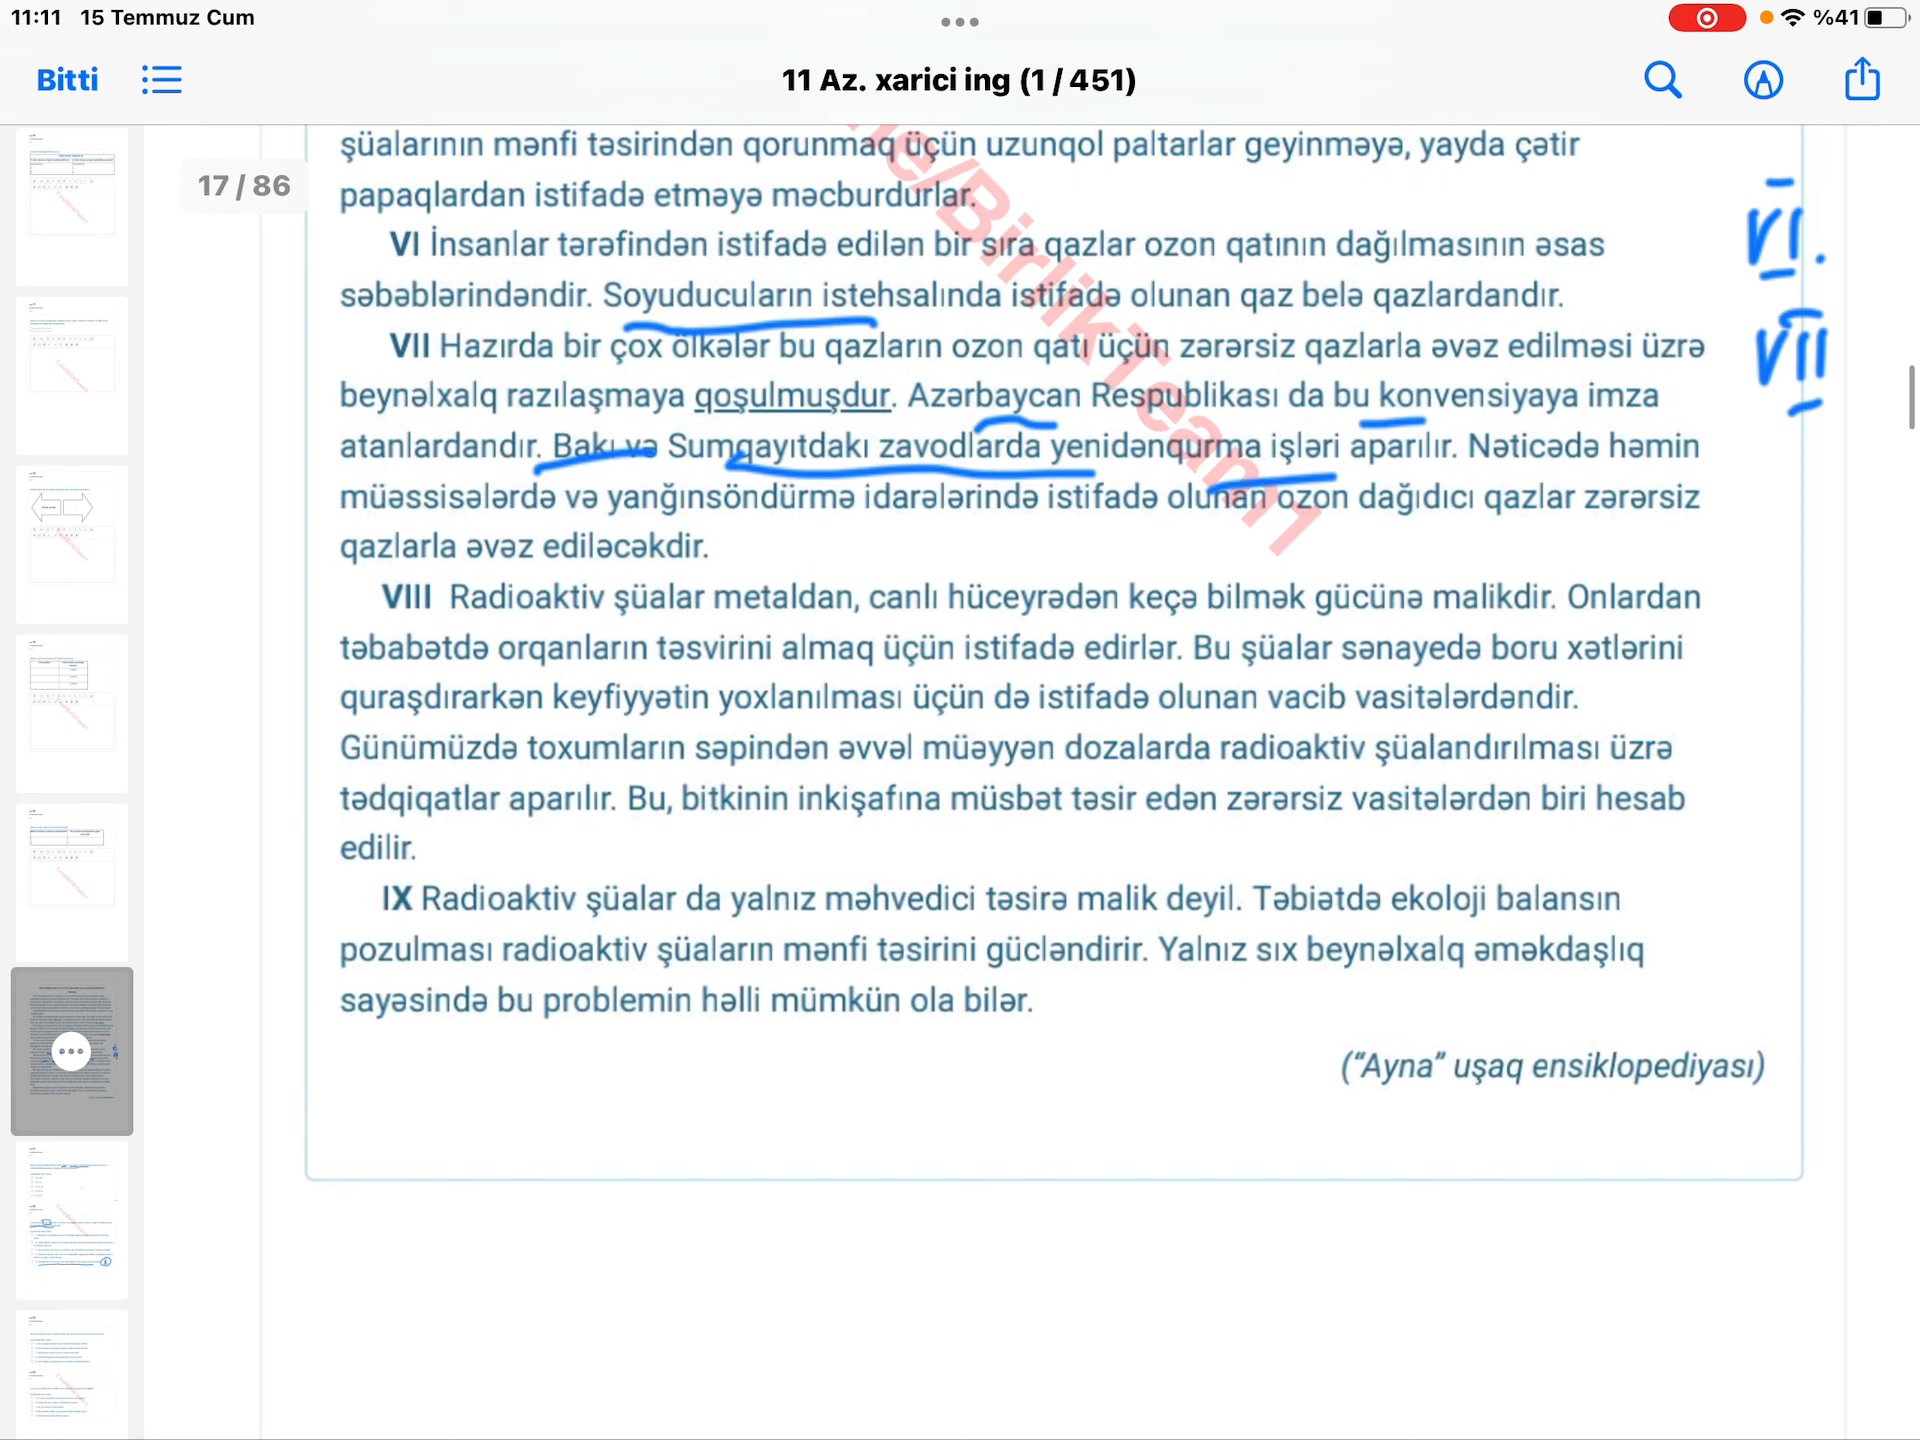 11:11 15 Temmuz Cum
%41
Bitti
11 Az. xarici ing (1 / 451)
17 / 86
şüalarının mənfi təsirindən qorunmaq üçün uzunqol paltarlar geyinməyə, yayda çətir
papaqlardan istifadə etməyə məcburdurlar.
VI İnsanlar tərəfindən istifadə edilən bir sıra qazlar ozon qatının dağılmasının əsas
səbəblərindəndir. Soyuducuların istehsalında istifadə olunan qaz belə qazlardandır.
VII Hazırda bir çox ölkələr bu qazların ozon qatı üçün zərərsiz qazlarla əvəz edilməsi üzrə
beynəlxalq razılaşmaya qoşulmuşdur. Azərbaycan Respublikası da bu konvensiyaya imza
atanlardandır. Bakı və Sumqayıtdakı zavodlarda yenidənqurma işləri aparılır. Nəticədə həmin
müəssisələrdə və yanğınsöndürmə idarələrində istifadə olunan ozon dağıdıcı qazlar zərərsiz
qazlarla əvəz ediləcəkdir.
VIII Radioaktiv şüalar metaldan, canlı hüceyrədən keçə bilmək gücünə malikdir. Onlardan
təbabətdə orqanların təsvirini almaq üçün istifadə edirlər. Bu şüalar sənayedə boru xətlərini
quraşdırarkən keyfiyyətin yoxlanılması üçün də istifadə olunan vacib vasitələrdəndir.
Günümüzdə toxumların səpindən əvvəl müəyyən dozalarda radioaktiv şüalandırılması üzrə
tədqiqatlar aparılır. Bu, bitkinin inkişafına müsbət təsir edən zərərsiz vasitələrdən biri hesab
edilir.
IX Radioaktiv şüalar da yalnız məhvedici təsirə malik deyil. Təbiətdə ekoloji balansın
pozulması radioaktiv şüaların mənfi təsirini gücləndirir. Yalnız sıx beynəlxalq əməkdaşlıq
sayəsində bu problemin həlli mümkün ola bilər.
("Ayna" uşaq ensiklopediyası)
VI.
VII
me/BirlikTeam1